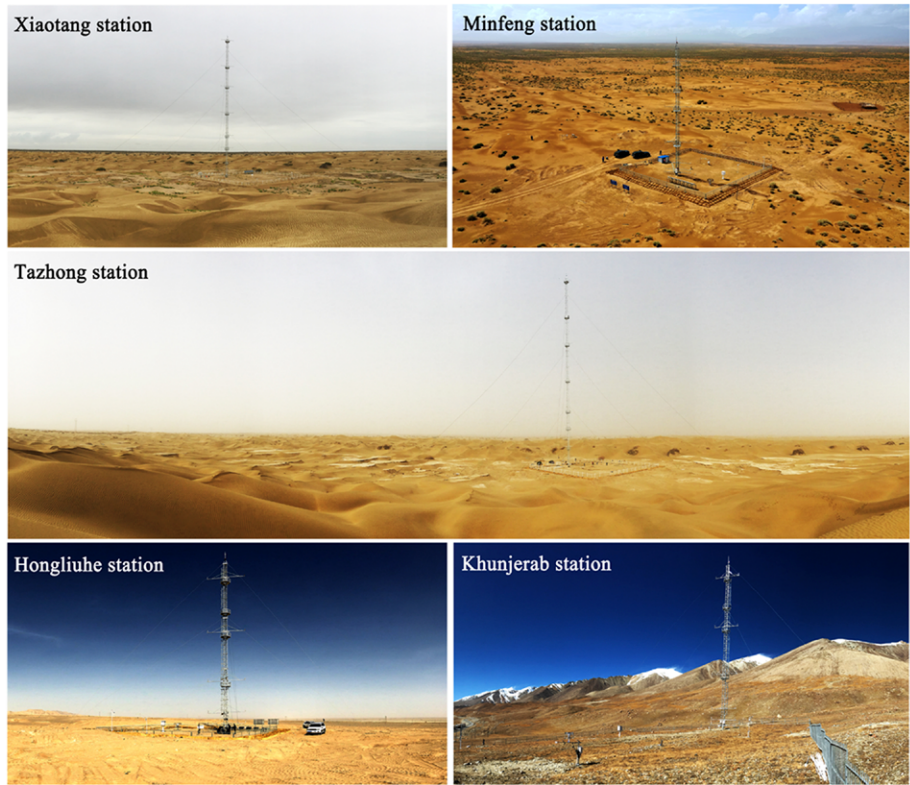 Xiaotang station
Minfeng station
Tazhong station
Hongliuhe station
Khunjerab station